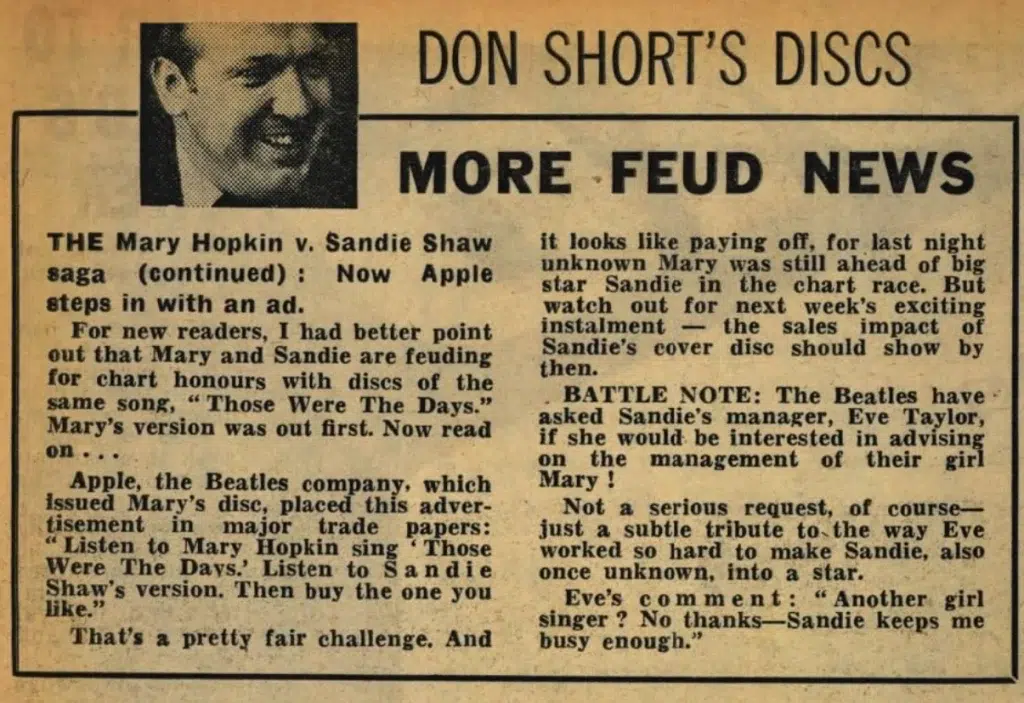 DON SHORT'S DISCS
MORE FEUD NEWS
THE Mary Hopkin v. Sandie Shaw
saga (continued) : Now Apple
steps in with an ad.
For new readers, I had better point
out that Mary and Sandie are feuding
for chart honours with discs of the
same song, “ Those Were The Days.”
Mary's version was out first. Now read
on . . .
Apple, the Beatles company, which
issued Mary's disc, placed this adver-
tisement in major trade papers:
“ Listen to Mary Hopkin sing ‘ Those
Were The Days.’ Listen to Sandie
Shaw's version. Then buy the one you
like.”
That's a pretty fair challenge. And
it looks like paying off, for last night
unknown Mary was still ahead of big
star Sandie in the chart race. But
watch out for next week's exciting
instalment — the sales impact of
Sandie's cover disc should show by
then.
BATTLE NOTE: The Beatles have
asked Sandie's manager, Eve Taylor,
if she would be interested in advising
on the management of their girl
Mary !
Not a serious request, of course—
just a subtle tribute to the way Eve
worked so hard to make Sandie, also
once unknown, into a star.
Eve's comment : “ Another girl
singer ? No thanks—Sandie keeps me
busy enough.”